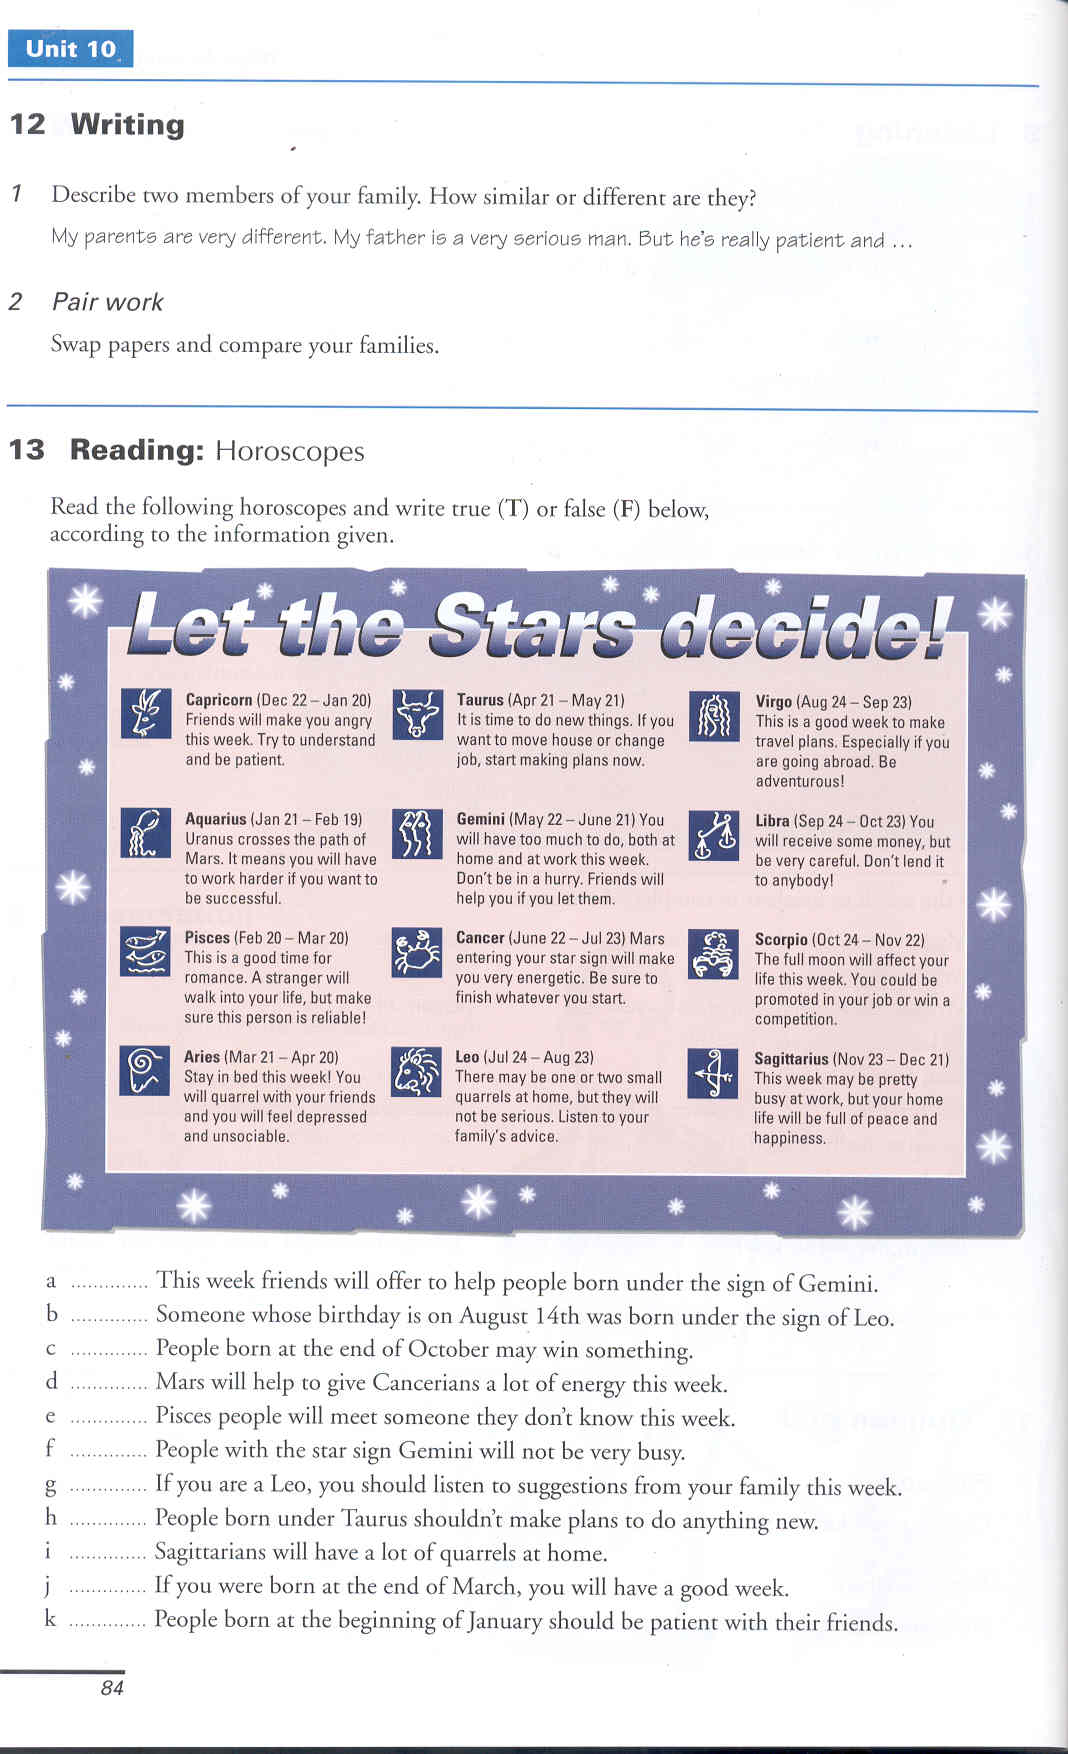 Unit 10
12 Writing
1 Describe two members of your family. How similar or different are they?
My parents are very different. My father is a very serious man. But he's really patient and ...
2 Pair work
Swap papers and compare your families.
13 Reading: Horoscopes
Read the following horoscopes and write true (T) or false (F) below,
according to the information given.
Let the Stars decide!
Capricorn (Dec 22 – Jan 20)
Friends will make you angry
this week. Try to understand
and be patient.
Taurus (Apr 21 – May 21)
It is time to do new things. If you
want to move house or change
job, start making plans now.
Virgo (Aug 24 – Sep 23)
This is a good week to make
travel plans. Especially if you
are going abroad. Be
adventurous!
Aquarius (Jan 21 – Feb 19)
Uranus crosses the path of
Mars. It means you will have
to work harder if you want to
be successful.
Gemini (May 22 – June 21) You
will have too much to do, both at
home and at work this week.
Don't be in a hurry. Friends will
help you if you let them.
Libra (Sep 24 – Oct 23) You
will receive some money, but
be very careful. Don't lend it
to anybody!
Pisces (Feb 20 – Mar 20)
This is a good time for
romance. A stranger will
walk into your life, but make
sure this person is reliable!
Cancer (June 22 – Jul 23) Mars
entering your star sign will make
you very energetic. Be sure to
finish whatever you start.
Scorpio (Oct 24 – Nov 22)
The full moon will affect your
life this week. You could be
promoted in your job or win a
competition.
Aries (Mar 21 – Apr 20)
Stay in bed this week! You
will quarrel with your friends
and you will feel depressed
and unsociable.
Leo (Jul 24 – Aug 23)
There may be one or two small
quarrels at home, but they will
not be serious. Listen to your
family's advice.
Sagittarius (Nov 23 – Dec 21)
This week may be pretty
busy at work, but your home
life will be full of peace and
happiness.
a .............. This week friends will offer to help people born under the sign of Gemini.
b .............. Someone whose birthday is on August 14th was born under the sign of Leo.
c .............. People born at the end of October may win something.
d .............. Mars will help to give Cancerians a lot of energy this week.
e .............. Pisces people will meet someone they don't know this week.
f .............. People with the star sign Gemini will not be very busy.
g .............. If you are a Leo, you should listen to suggestions from your family this week.
h .............. People born under Taurus shouldn't make plans to do anything new.
i .............. Sagittarians will have a lot of quarrels at home.
j .............. If you were born at the end of March, you will have a good week.
k .............. People born at the beginning of January should be patient with their friends.
84